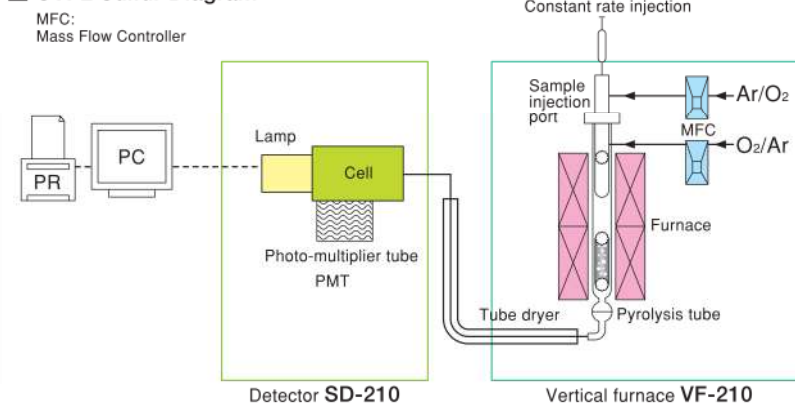 MFC:
Mass Flow Controller
Constant rate injection
Sample
injection
port
Ar/O₂
MFC
O₂/Ar
Lamp
PC
PR
Cell
Furnace
Photo-multiplier tube
PMT
Tube dryer
Pyrolysis tube
Detector SD-210
Vertical furnace VF-210